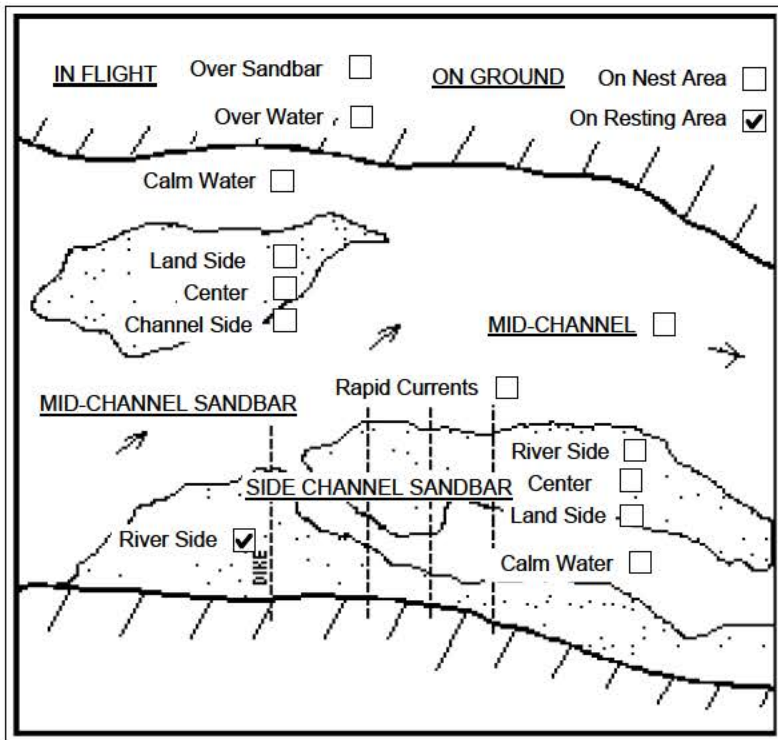 IN FLIGHT
Over Sandbar
ON GROUND
On Nest Area
Over Water
On Resting Area
Calm Water
Land Side
Center
Channel Side
MID-CHANNEL
Rapid Currents
MID-CHANNEL SANDBAR
River Side
SIDE CHANNEL SANDBAR
Center
Land Side
River Side
DIKE
Calm Water